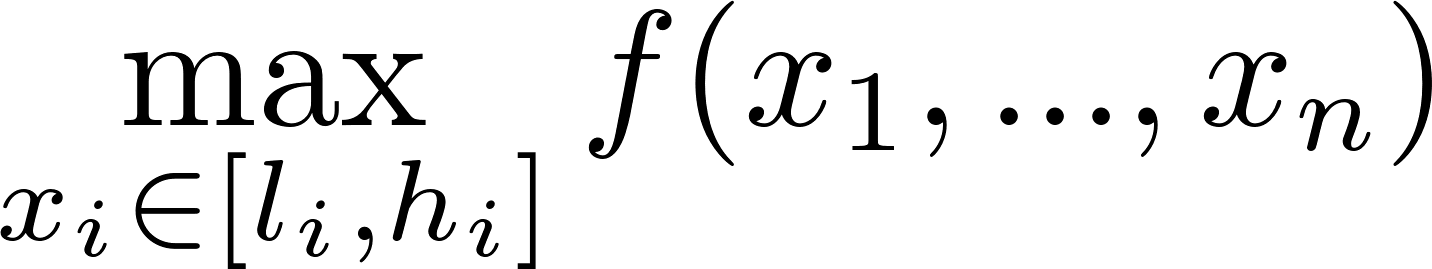 max f(x₁, ..., xₙ)
xᵢ∈[lᵢ,hᵢ]